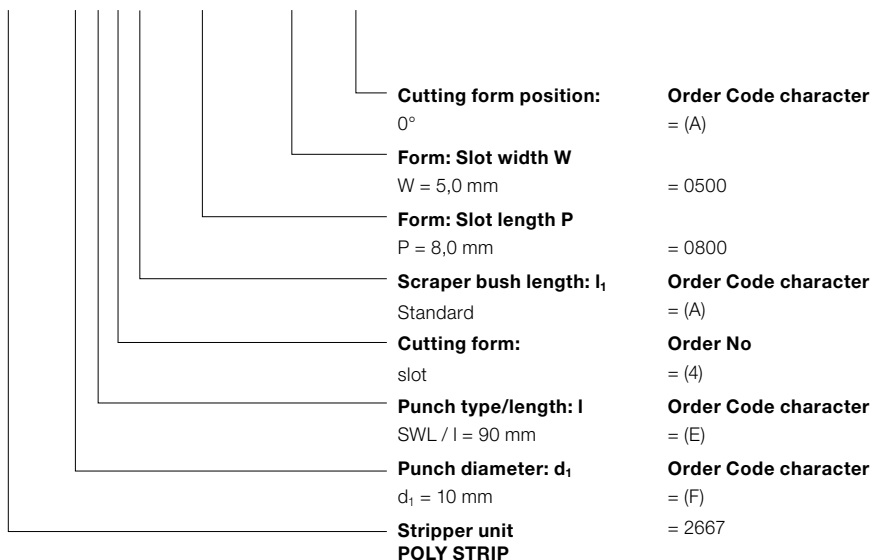 Cutting form position: Order Code character
0° = (A)
Form: Slot width W
W = 5,0 mm = 0500
Form: Slot length P
P = 8,0 mm = 0800
Scraper bush length: l₁ Order Code character
Standard = (A)
Cutting form: Order No
slot = (4)
Punch type/length: l Order Code character
SWL / l = 90 mm = (E)
Punch diameter: d₁ Order Code character
d₁ = 10 mm = (F)
Stripper unit = 2667
POLY STRIP